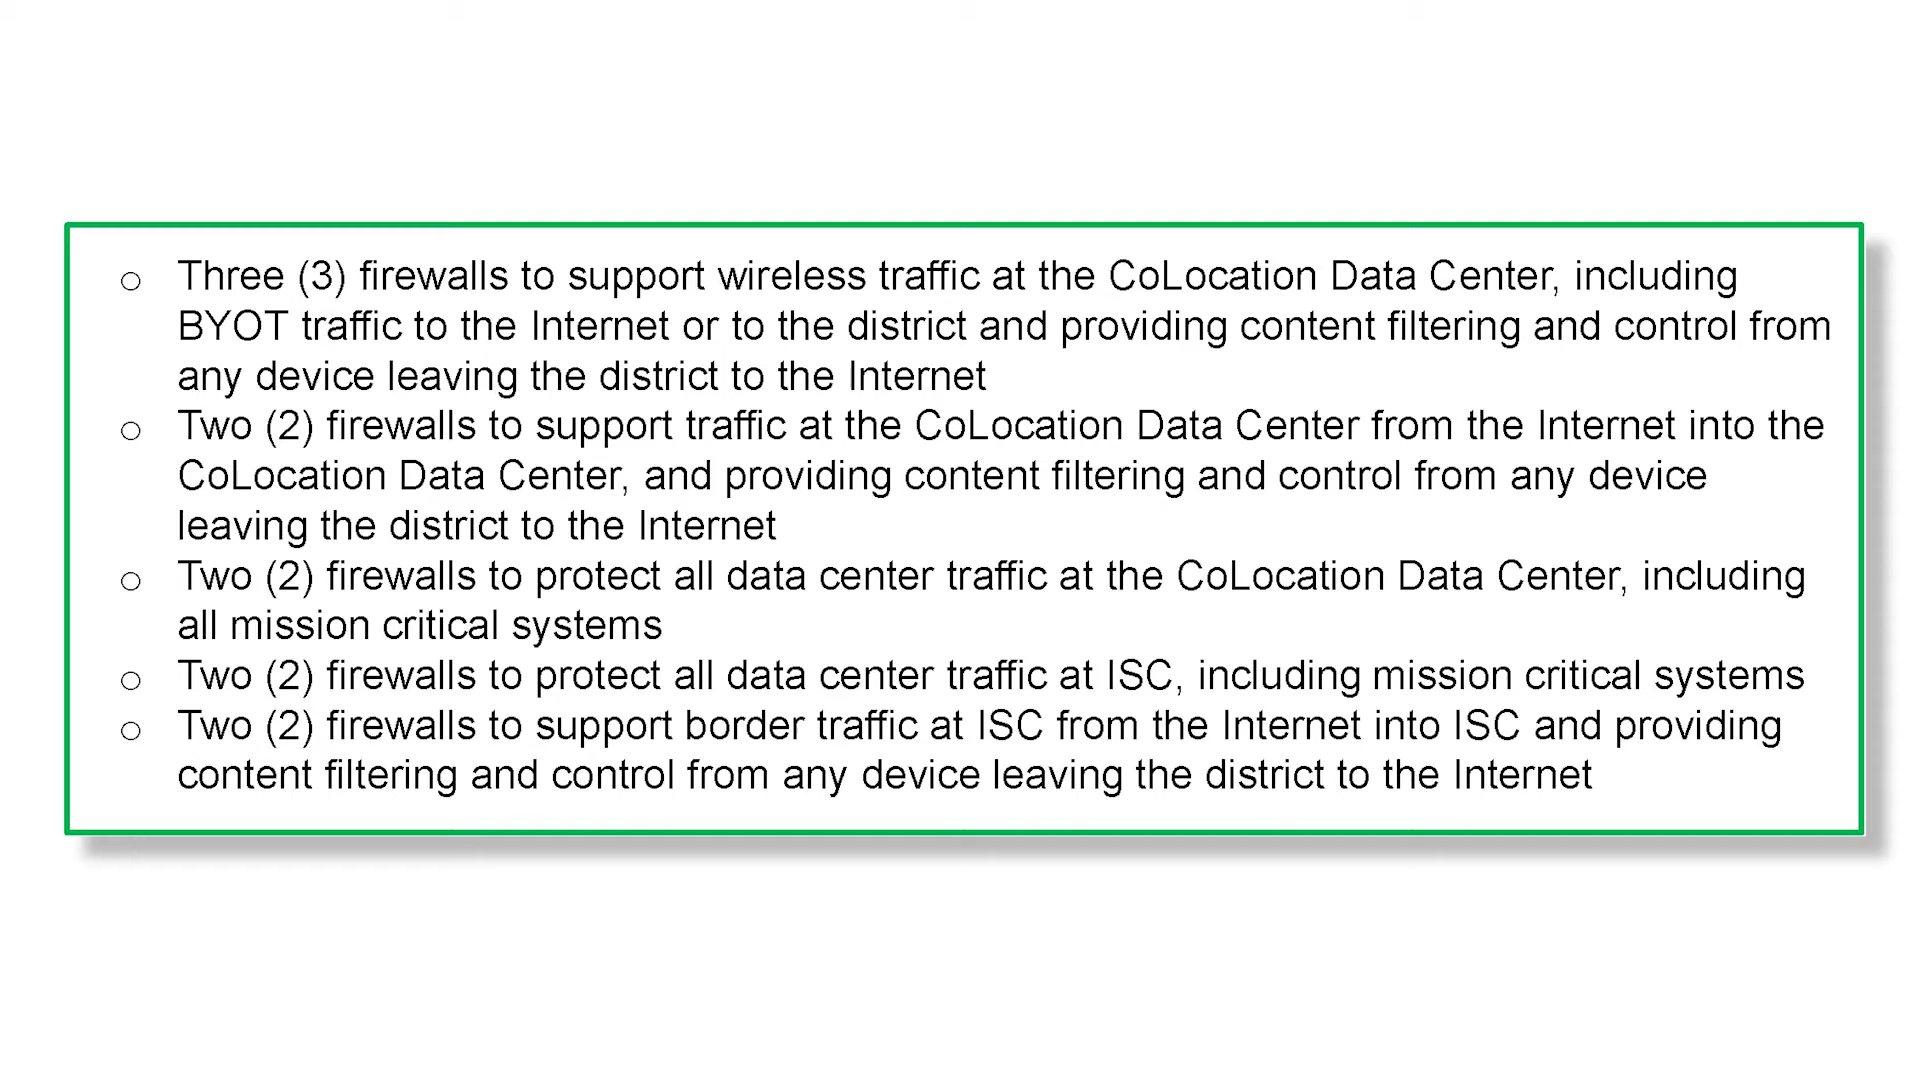 ○ Three (3) firewalls to support wireless traffic at the CoLocation Data Center, including
BYOT traffic to the Internet or to the district and providing content filtering and control from
any device leaving the district to the Internet
○ Two (2) firewalls to support traffic at the CoLocation Data Center from the Internet into the
CoLocation Data Center, and providing content filtering and control from any device
leaving the district to the Internet
○ Two (2) firewalls to protect all data center traffic at the CoLocation Data Center, including
all mission critical systems
○ Two (2) firewalls to protect all data center traffic at ISC, including mission critical systems
○ Two (2) firewalls to support border traffic at ISC from the Internet into ISC and providing
content filtering and control from any device leaving the district to the Internet